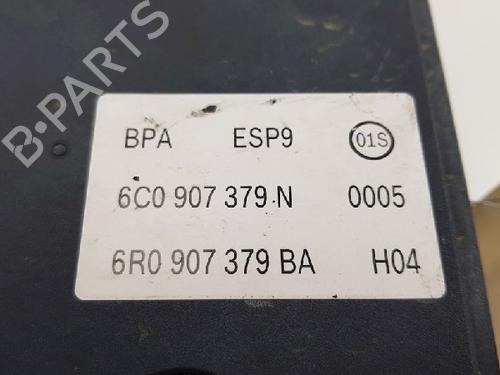 B-PARTS
BPA ESP9 01S
6C0 907 379 N 0005
6R0 907 379 BA H04